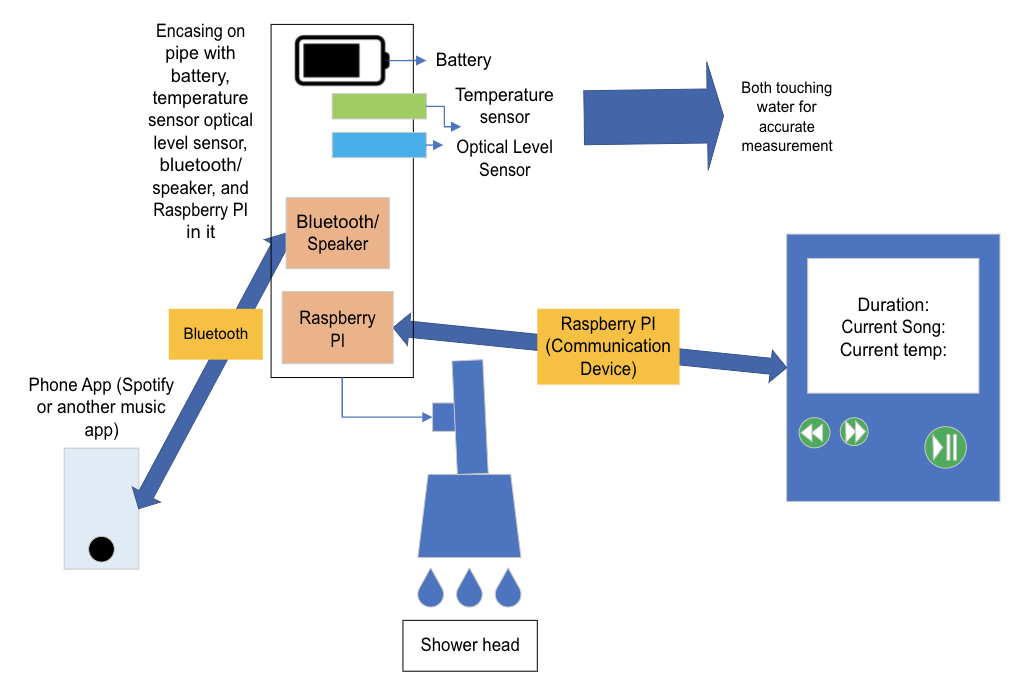 Encasing on
pipe with
battery,
temperature
sensor optical
level sensor,
bluetooth/
speaker, and
Raspberry PI
in it
Battery
Temperature
sensor
Optical Level
Sensor
Both touching
water for
accurate
measurement
Bluetooth/
Speaker
Raspberry
PI
Bluetooth
Raspberry PI
(Communication
Device)
Duration:
Current Song:
Current temp:
Phone App (Spotify
or another music
app)
Shower head